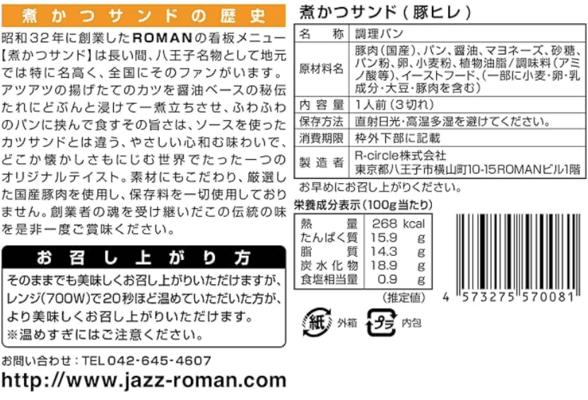 煮かつサンドの歴史
昭和32年に創業したROMANの看板メニュー
【煮かつサンド】は長い間、八王子名物として地元
では特に名高く、全国にそのファンがいます。
アツアツの揚げたてのカツを醤油ベースの秘伝
たれにどぶんと浸けて一煮立ちさせ、ふわふわ
のパンに挟んで食すその旨さは、ソースを使った
カツサンドとは違う、やさしい心和む味わいで、
どこか懐かしさもにじむ世界でたった一つの
オリジナルテイスト。素材にもこだわり、厳選し
た国産豚肉を使用し、保存料を一切使用しており
ません。創業者の魂を受け継いだこの伝統の味
を是非一度ご賞味ください。
お召し上がり方
そのままでも美味しくお召し上がりいただけますが、
レンジ(700W)で20秒ほど温めていただいた方が、
より美味しくお召し上がりいただけます。
※温めすぎにはご注意ください。
お問い合わせ：TEL 042-645-4607
http://www.jazz-roman.com
煮かつサンド(豚ヒレ)
名称 調理パン
原材料名 豚肉(国産)、パン、醤油、マヨネーズ、砂糖、
パン粉、卵、小麦粉、植物油脂/調味料(アミ
ノ酸等)、イーストフード、(一部に小麦・卵・乳
成分・大豆・豚肉を含む)
内容量 1人前(3切れ)
保存方法 直射日光・高温多湿を避けてください。
消費期限 枠外下部に記載
製造者 R-circle株式会社
東京都八王子市横山町10-15ROMANビル1階
お早めにお召し上がりください。
栄養成分表示(100g当たり)
熱量 268 kcal
たんぱく質 15.9 g
脂質 14.3 g
炭水化物 18.9 g
食塩相当量 0.9 g
(推定値)
4 573275 570081
紙 外箱 プラ 内包